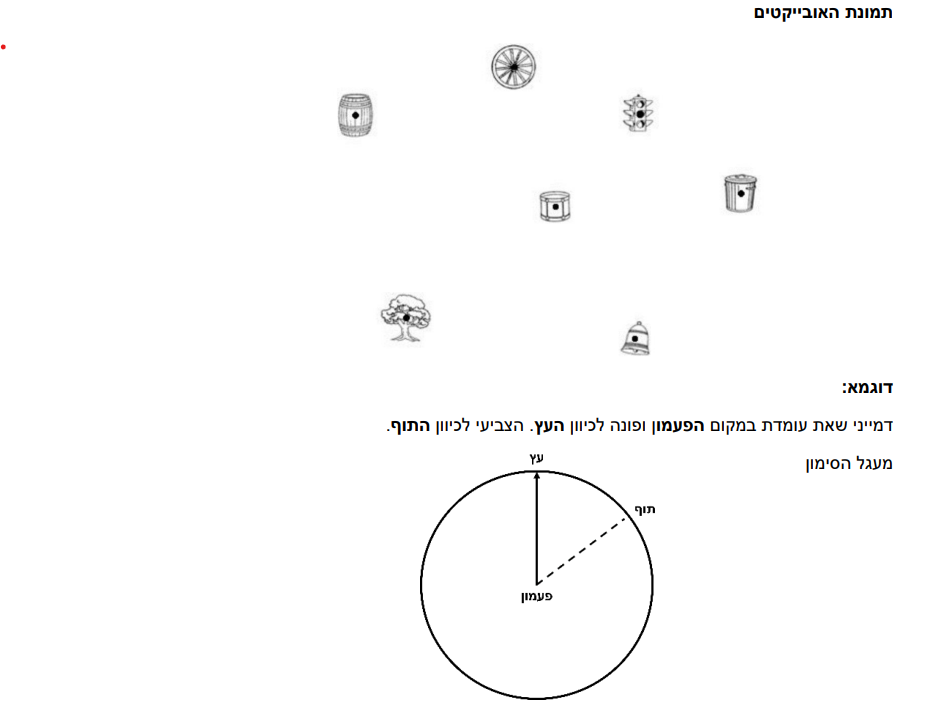 תמונת האובייקטים
דוגמא:
דמייני שאת עומדת במקום הפעמון ופונה לכיוון העץ. הצביעי לכיוון התוף.
מעגל הסימון
עץ
תוף
פעמון